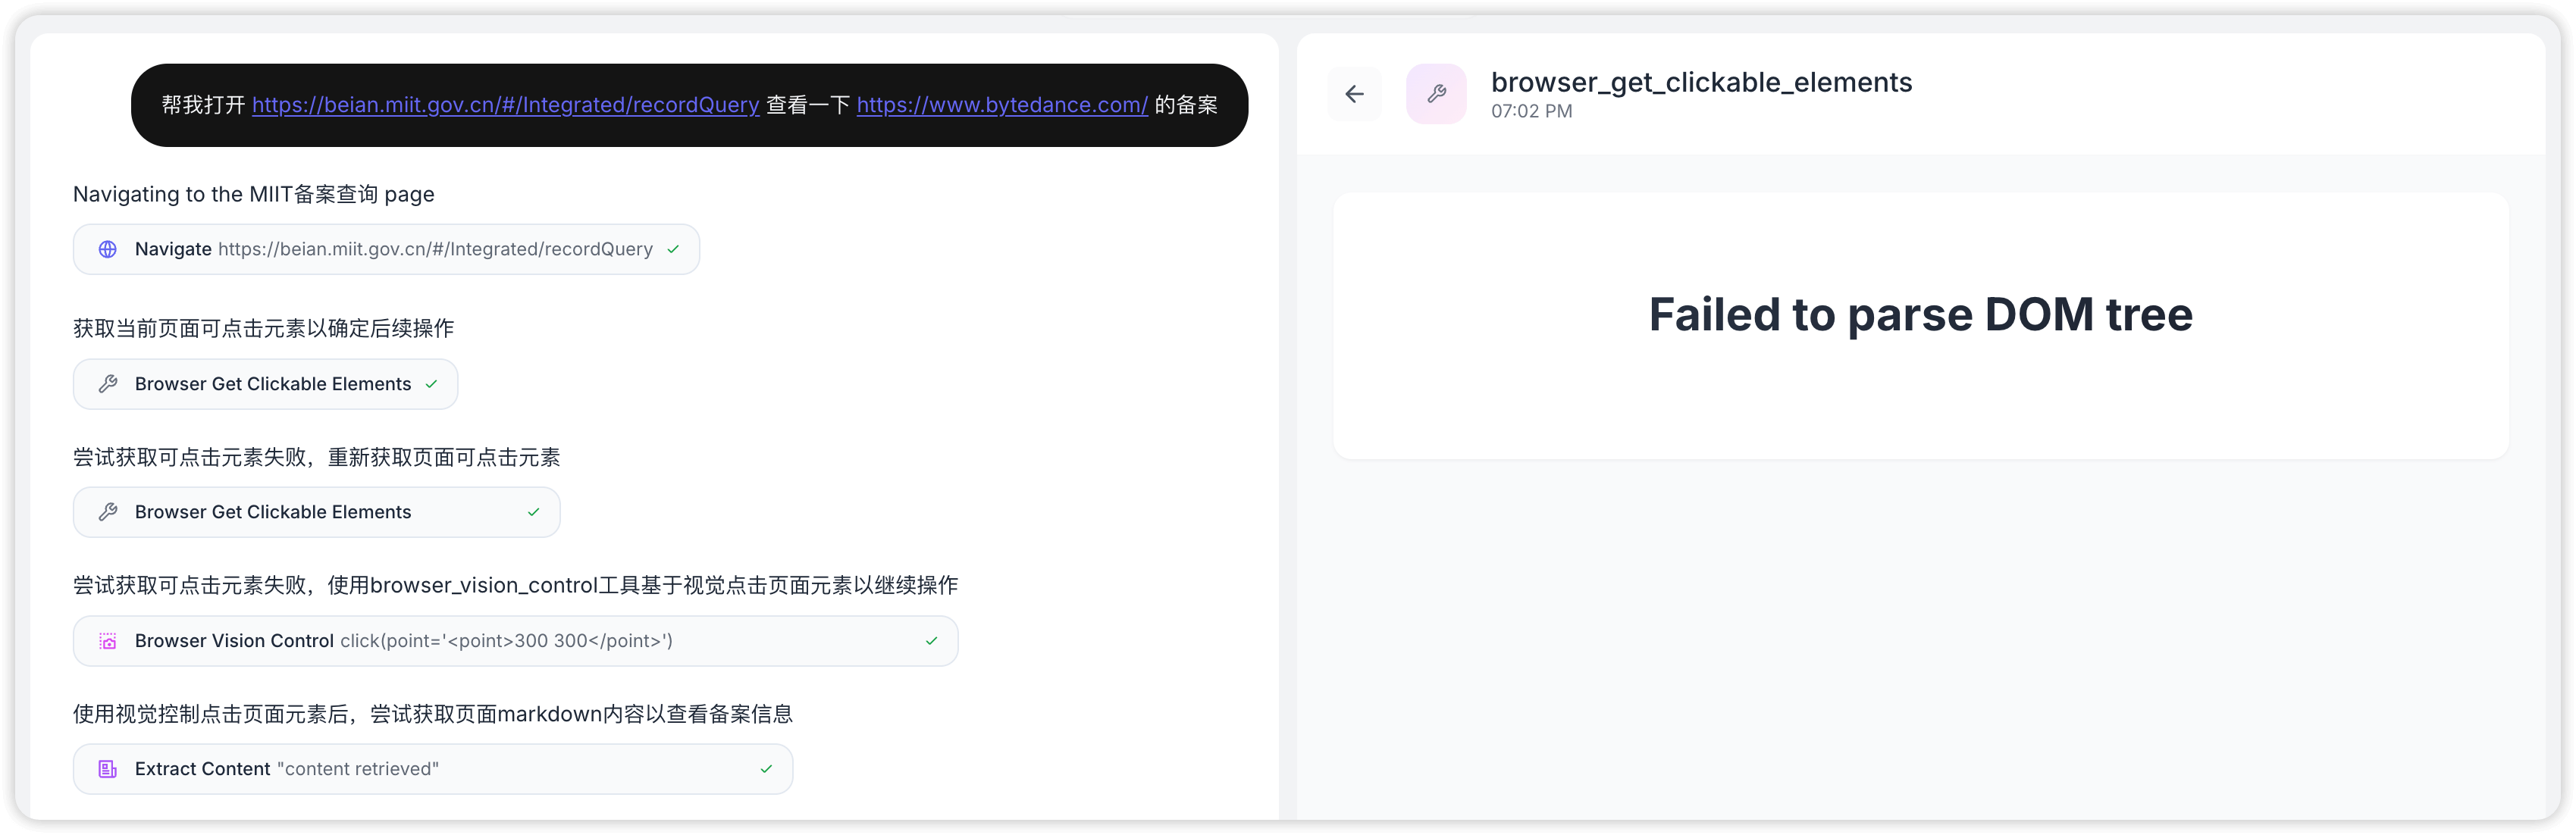 帮我打开 https://beian.miit.gov.cn/#/Integrated/recordQuery 查看一下 https://www.bytedance.com/ 的备案
Navigating to the MIIT备案查询 page
Navigate https://beian.miit.gov.cn/#/Integrated/recordQuery
获取当前页面可点击元素以确定后续操作
Browser Get Clickable Elements
尝试获取可点击元素失败，重新获取页面可点击元素
Browser Get Clickable Elements
尝试获取可点击元素失败，使用browser_vision_control工具基于视觉点击页面元素以继续操作
Browser Vision Control click(point='<point>300 300</point>')
使用视觉控制点击页面元素后，尝试获取页面markdown内容以查看备案信息
Extract Content "content retrieved"
browser_get_clickable_elements
07:02 PM
Failed to parse DOM tree